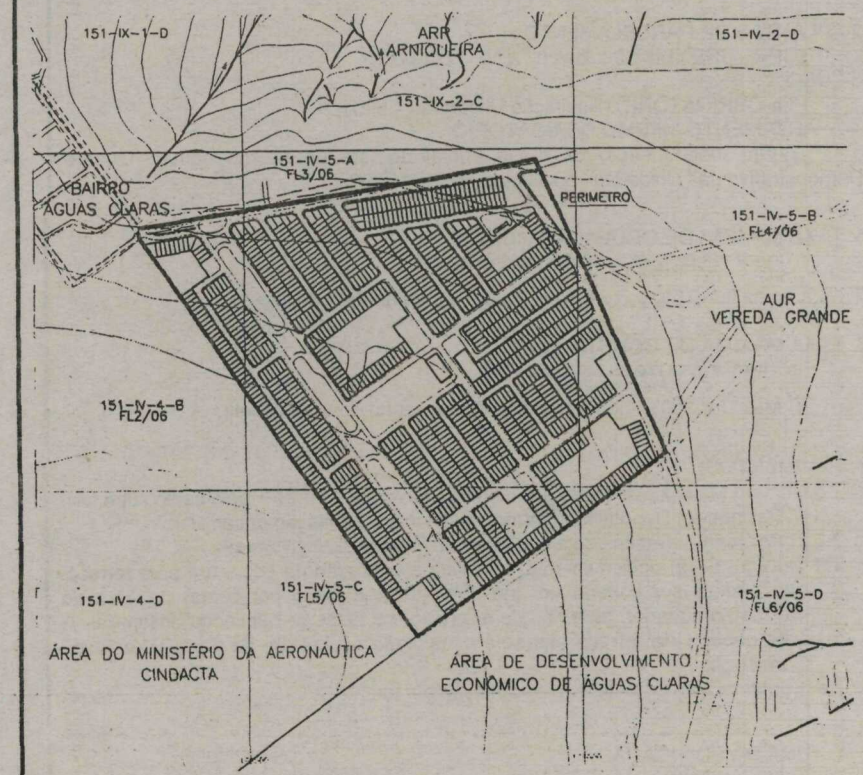 151-IX-1-D
ARR
ARNIQUEIRA
151-IV-2-D
151-IX-2-C
151-IV-5-A
FL3/06
BAIRRO
AGUAS CLARAS
PERIMETRO
151-IV-5-B
FL4/06
AUR
VEREDA GRANDE
151-IV-4-B
FL2/06
151-IV-4-D
151-IV-5-C
FL5/06
151-IV-5-D
FL6/06
ÁREA DO MINISTÉRIO DA AERONÁUTICA
CINDACTA
ÁREA DE DESENVOLVIMENTO
ECONÔMICO DE ÁGUAS CLARAS